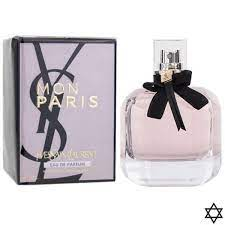 MON
PARIS
YVES SAINT LAURENT
EAU DE PARFUM